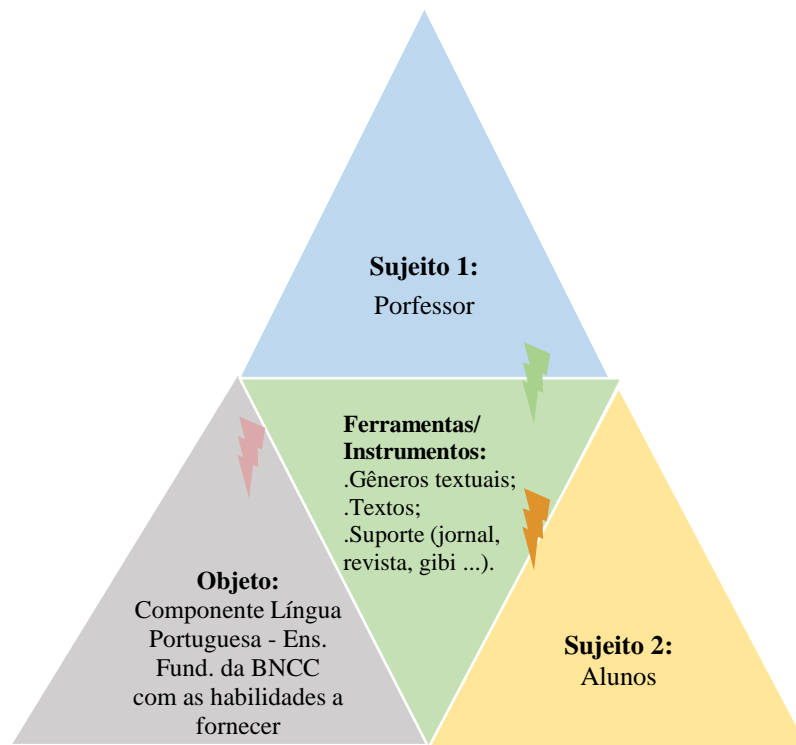 Sujeito 1:
Porfessor
Ferramentas/
Instrumentos:
.Gêneros textuais;
.Textos;
.Suporte (jornal,
revista, gibi ...).
Objeto:
Componente Língua
Portuguesa - Ens.
Fund. da BNCC
com as habilidades a
fornecer
Sujeito 2:
Alunos